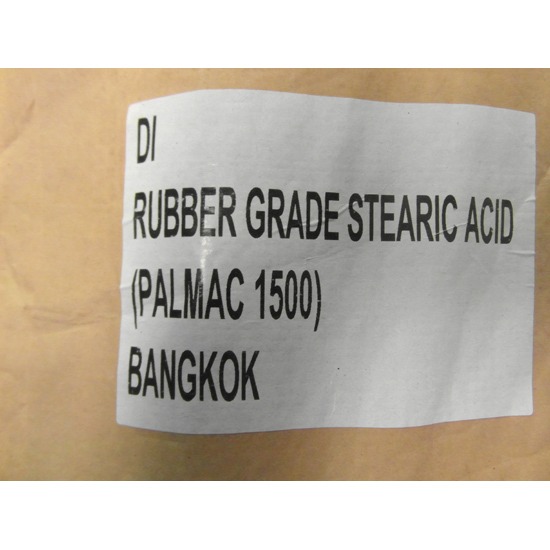 DI
RUBBER GRADE STEARIC ACID
(PALMAC 1500)
BANGKOK